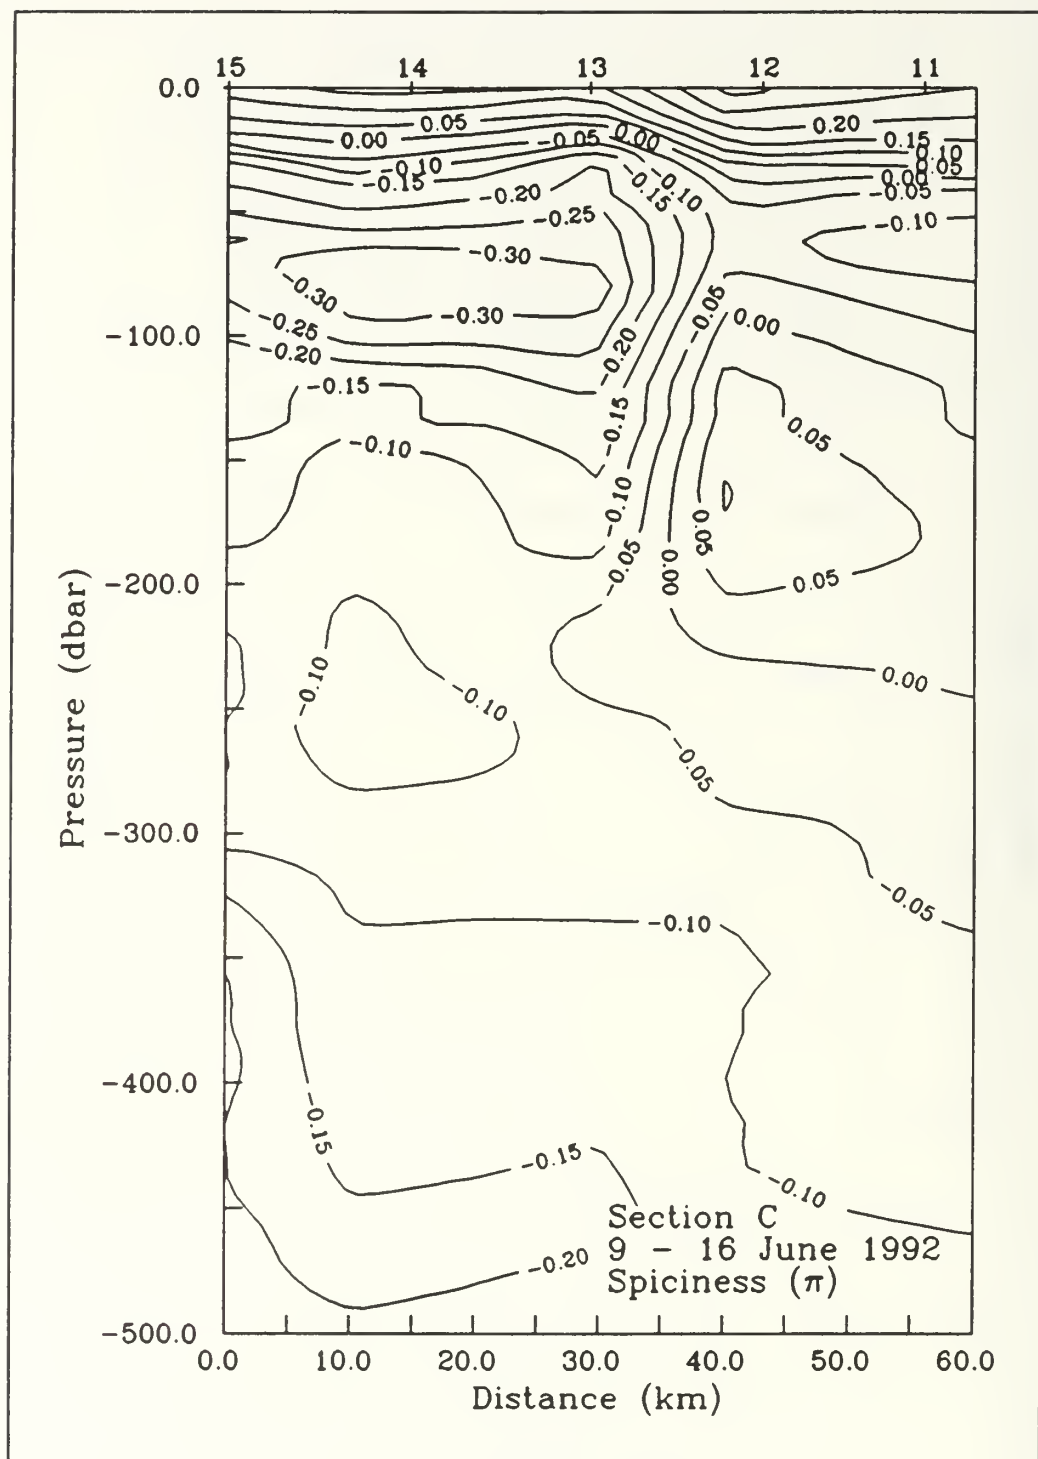 15 14 13 12 11
0.0
0.05 0.20
0.00 -0.05 0.00 0.15
-0.10 0.10
-0.15 -0.10 0.05
0.00
-0.20 -0.15 -0.05
-0.25 -0.10
-0.30
-0.30 -0.05
-0.30 0.00
-0.25
-100.0
-0.20 -0.20
-0.15
-0.15 0.05
-0.10
-0.10
0.05
-0.05 0.00 0.05
-200.0
-0.10 -0.10 0.00
-0.05
Pressure (dbar)
-300.0
-0.05
-0.10
-400.0
-0.15
-0.15
-0.10
Section C
9 - 16 June 1992
-0.20
Spiciness (π)
-500.0
0.0 10.0 20.0 30.0 40.0 50.0 60.0
Distance (km)